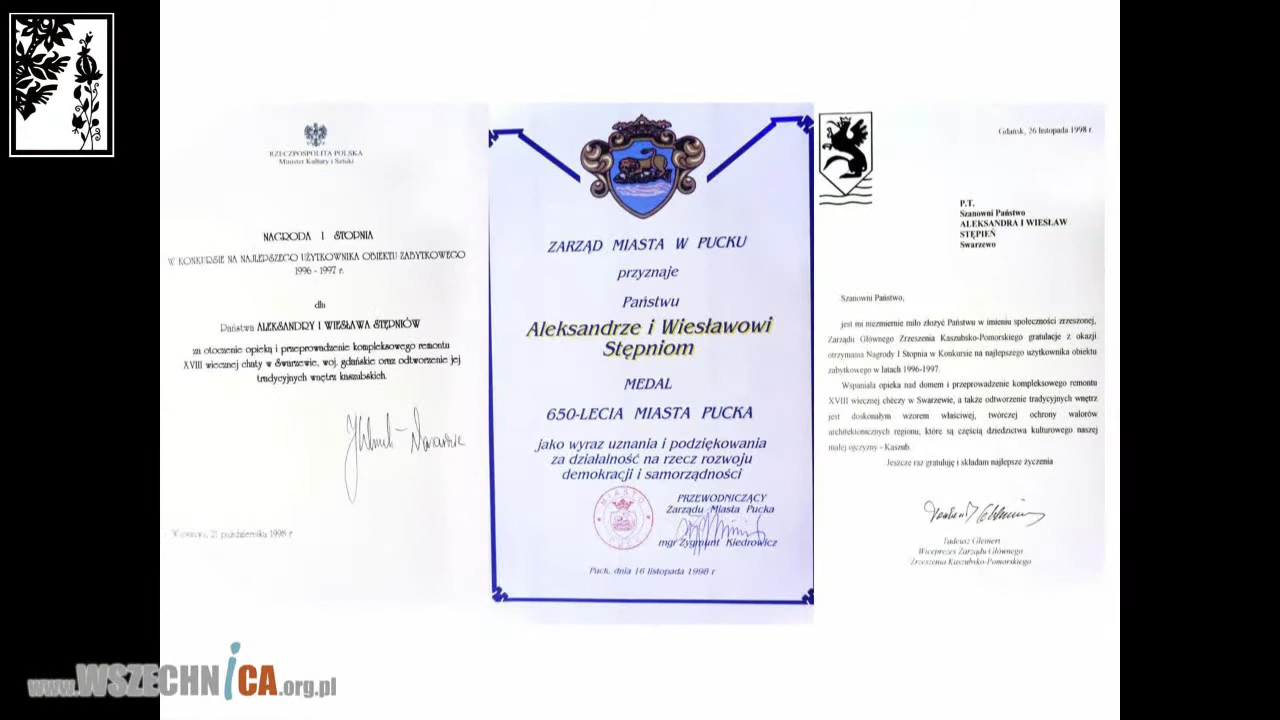 RZECZPOSPOLITA POLSKA
Minister Kultury i Sztuki
NAGRODA I STOPNIA
W KONKURSIE NA NAJLEPSZEGO UŻYTKOWNIKA OBIEKTU ZABYTKOWEGO
1996 - 1997 r.
dla
Państwa ALEKSANDRY I WIESŁAWA STĘPNIÓW
za otoczenie opieką i przeprowadzenie kompleksowego remontu
XVIII wiecznej chaty w Swarzewie, woj. gdańskie oraz odtworzenie jej
tradycyjnych wnętrz kaszubskich.
21 października 1998 r
ZARZĄD MIASTA W PUCKU
przyznaje
Państwu
Aleksandrze i Wiesławowi
Stępniom
MEDAL
650-LECIA MIASTA PUCKA
jako wyraz uznania i podziękowania
za działalność na rzecz rozwoju
demokracji i samorządności
MIASTO
PRZEWODNICZĄCY
Zarządu Miasta Pucka
mgr Zygmunt Kiedrowicz
Puck, dnia 16 listopada 1998 r
Gdańsk, 26 listopada 1998 r.
P.T.
Szanowni Państwo
ALEKSANDRA I WIESŁAW
STĘPIEŃ
Swarzewo
Szanowni Państwo,
jest mi niezmiernie miło złożyć Państwu w imieniu społeczności zrzeszonej,
Zarządu Głównego Zrzeszenia Kaszubsko-Pomorskiego gratulacje z okazji
otrzymania Nagrody I Stopnia w Konkursie na najlepszego użytkownika obiektu
zabytkowego w latach 1996-1997.
Wspaniała opieka nad domem i przeprowadzenie kompleksowego remontu
XVIII wiecznej checzy w Swarzewie, a także odtworzenie tradycyjnych wnętrz
jest doskonałym wzorem właściwej, twórczej ochrony walorów
architektonicznych regionu, które są częścią dziedzictwa kulturowego naszej
małej ojczyzny - Kaszub.
Jeszcze raz gratuluję i składam najlepsze życzenia
Tadeusz Gleinert
Wiceprezes Zarządu Głównego
Zrzeszenia Kaszubsko-Pomorskiego
www.WSZECHNICA.org.pl